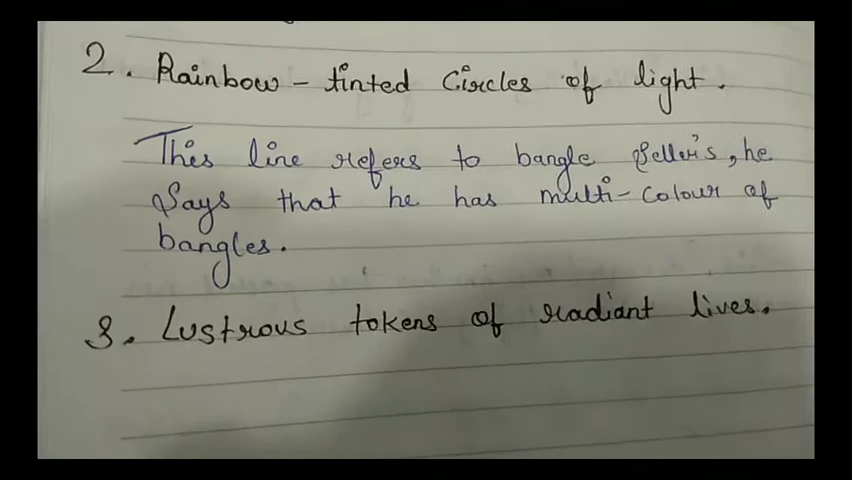 2. Rainbow - tinted Circles of light.
This line refers to bangle Seller's, he
Says that he has multi-colour of
bangles.
3. Lustrous tokens of radiant lives.